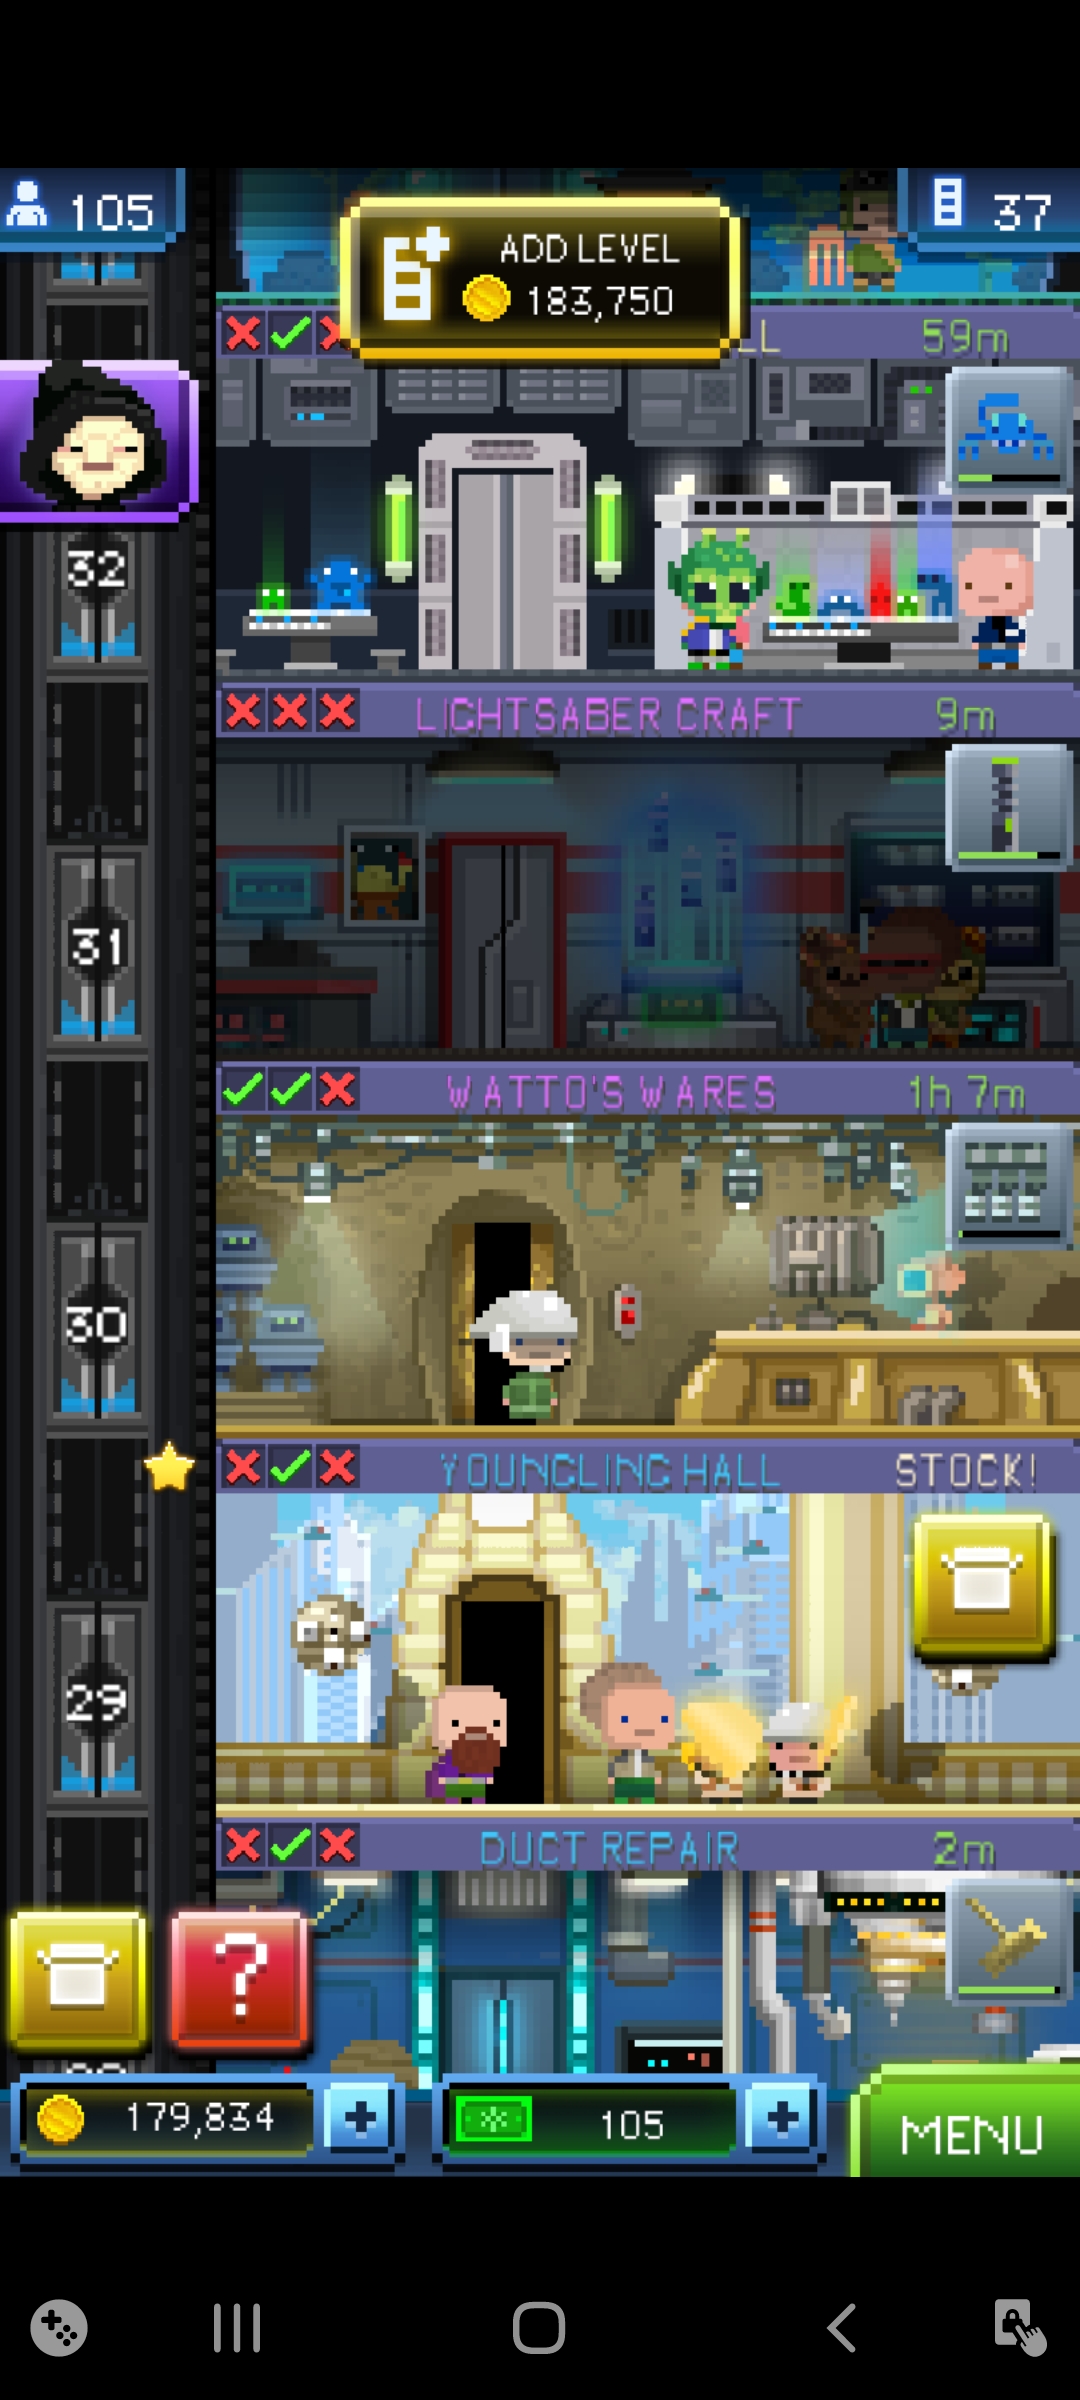 105
37
ADD LEVEL
183,750
LL
59m
32
LIGHTSABER CRAFT
9m
31
WATTO'S WARES
1h 7m
30
YOUNGLING HALL
STOCK!
29
DUCT REPAIR
2m
?
179,834
+
105
+
MENU